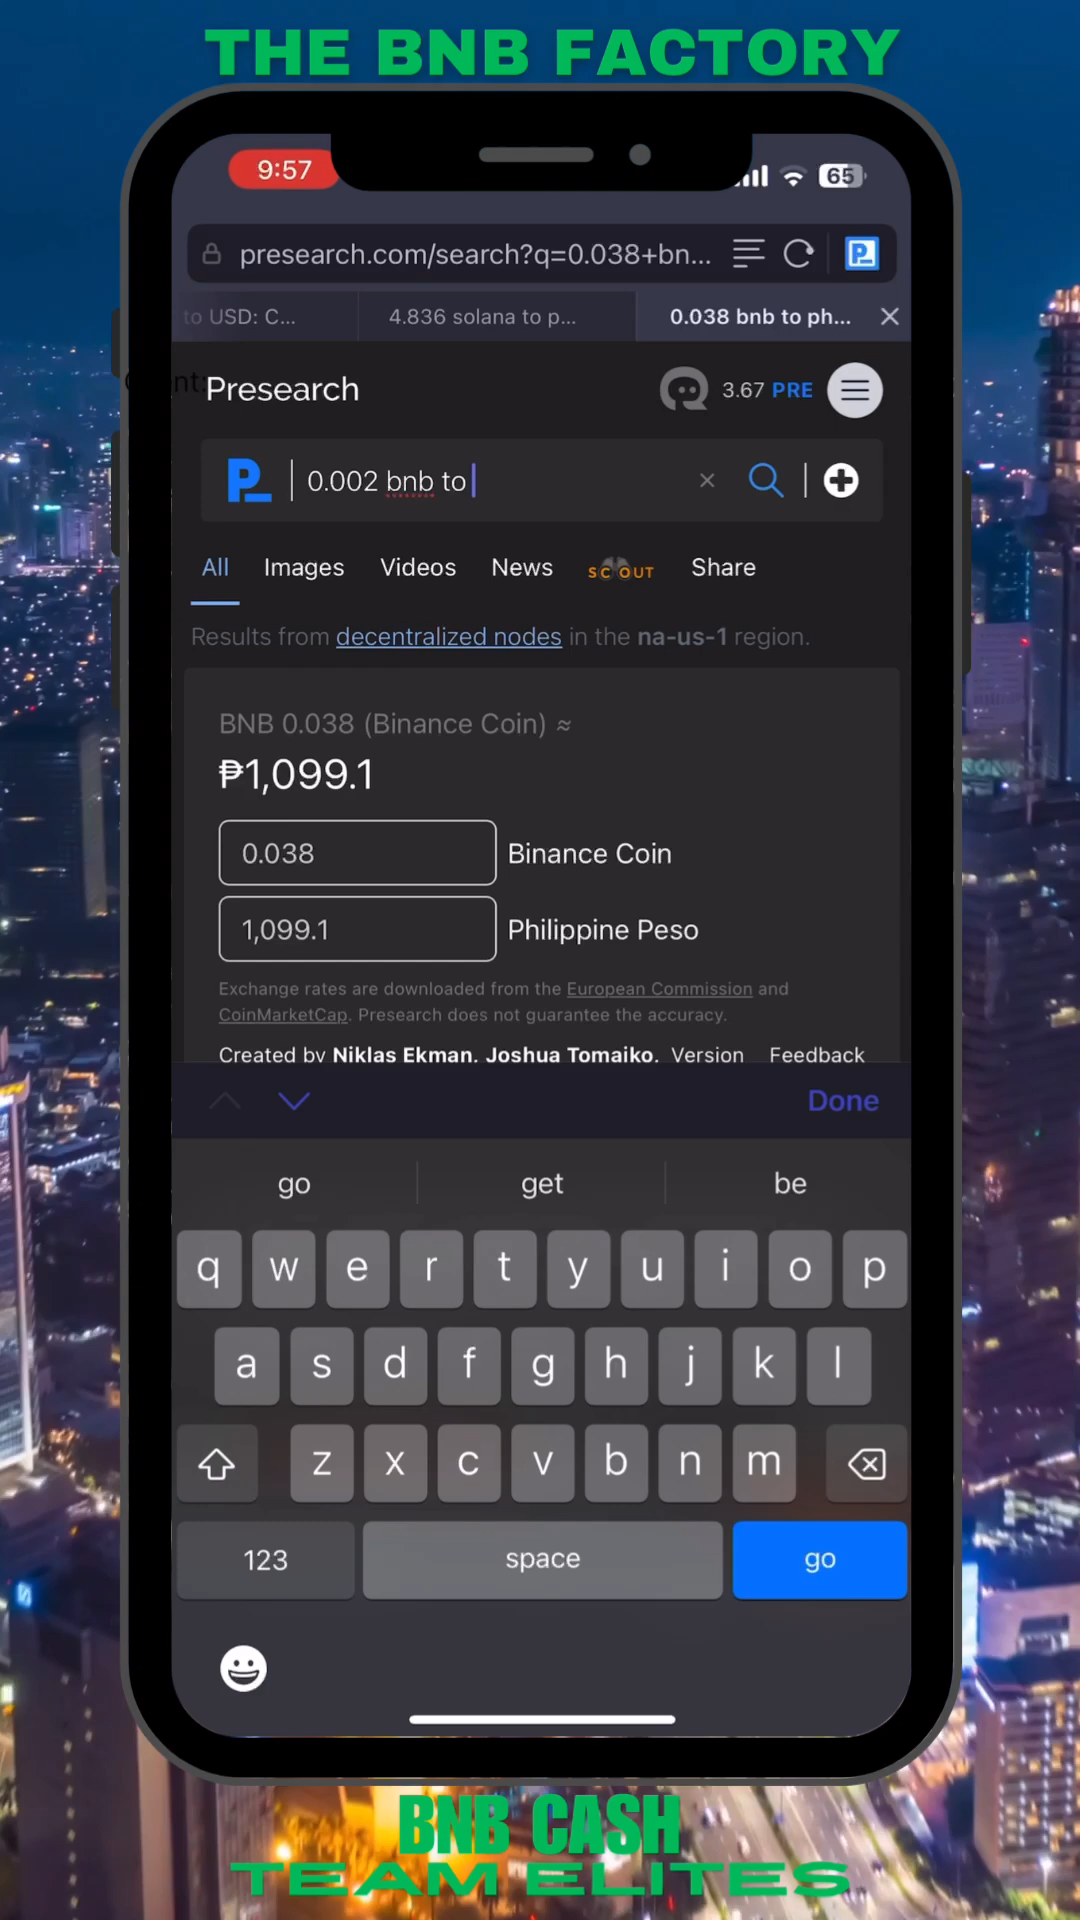 THE BNB FACTORY
9:57
65
presearch.com/search?q=0.038+bn...
to USD: C...
4.836 solana to p...
0.038 bnb to ph...
nt:
Presearch
3.67 PRE
0.002 bnb to
All
Images
Videos
News
SCOUT
Share
Results from decentralized nodes in the na-us-1 region.
BNB 0.038 (Binance Coin) ≈
₱1,099.1
0.038
Binance Coin
1,099.1
Philippine Peso
Exchange rates are downloaded from the European Commission and
CoinMarketCap. Presearch does not guarantee the accuracy.
Created by Niklas Ekman, Joshua Tomaiko.
Version
Feedback
Done
go
get
be
q w e r t y u i o p
a s d f g h j k l
z x c v b n m
123
space
go
BNB CASH
TEAM ELITES